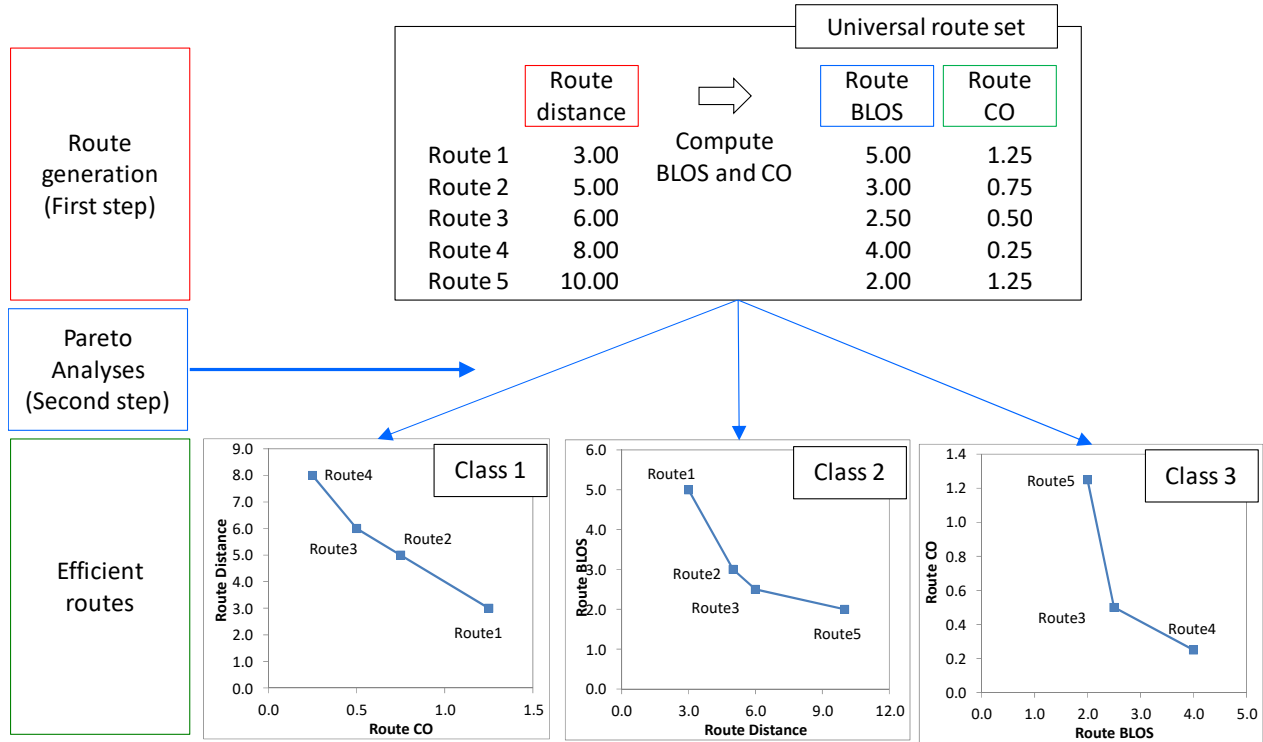 Universal route set
Route
generation
(First step)
Route
distance
Compute
BLOS and CO
Route
BLOS
Route
CO
Route 1 3.00 5.00 1.25
Route 2 5.00 3.00 0.75
Route 3 6.00 2.50 0.50
Route 4 8.00 4.00 0.25
Route 5 10.00 2.00 1.25
Pareto
Analyses
(Second step)
Efficient
routes
Class 1
Route Distance
9.0
8.0
7.0
6.0
5.0
4.0
3.0
2.0
1.0
0.0
Route4
Route3
Route2
Route1
0.0 0.5 1.0 1.5
Route CO
Class 2
Route BLOS
6.0
5.0
4.0
3.0
2.0
1.0
0.0
Route1
Route2
Route3
Route5
0.0 3.0 6.0 9.0 12.0
Route Distance
Class 3
Route CO
1.4
1.2
1.0
0.8
0.6
0.4
0.2
0.0
Route5
Route3
Route4
0.0 1.0 2.0 3.0 4.0 5.0
Route BLOS